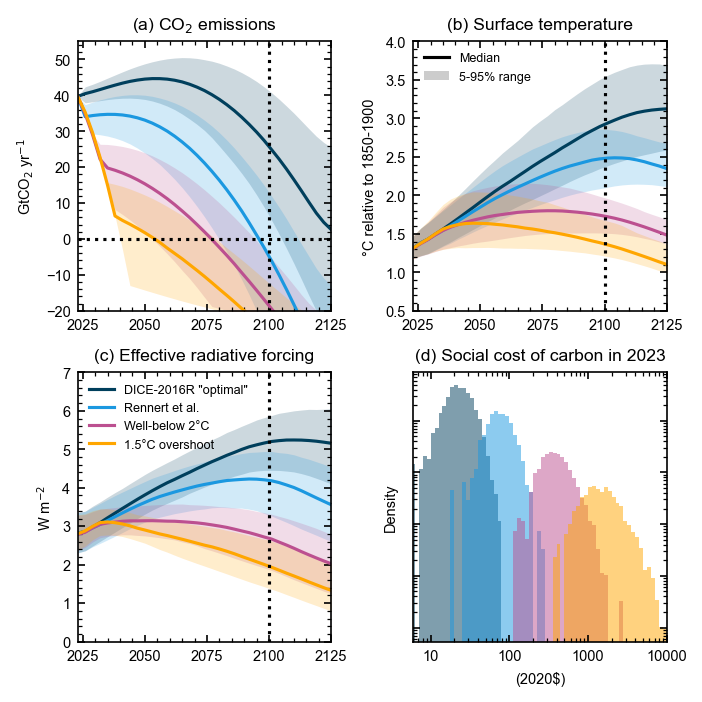 (a) CO₂ emissions
50
40
30
20
10
0
−10
−20
GtCO₂ yr⁻¹
2025 2050 2075 2100 2125
(b) Surface temperature
4.0
3.5
3.0
2.5
2.0
1.5
1.0
0.5
°C relative to 1850-1900
Median
5-95% range
2025 2050 2075 2100 2125
(c) Effective radiative forcing
7
6
5
4
3
2
1
0
W m⁻²
DICE-2016R "optimal"
Rennert et al.
Well-below 2°C
1.5°C overshoot
2025 2050 2075 2100 2125
(d) Social cost of carbon in 2023
Density
10 100 1000 10000
(2020$)